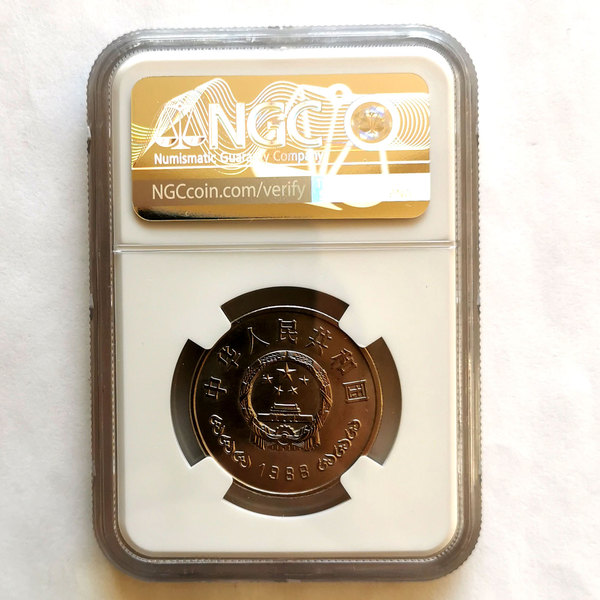 NGC
Numismatic Guaranty Company
NGCcoin.com/verify
中华人民共和国
1988